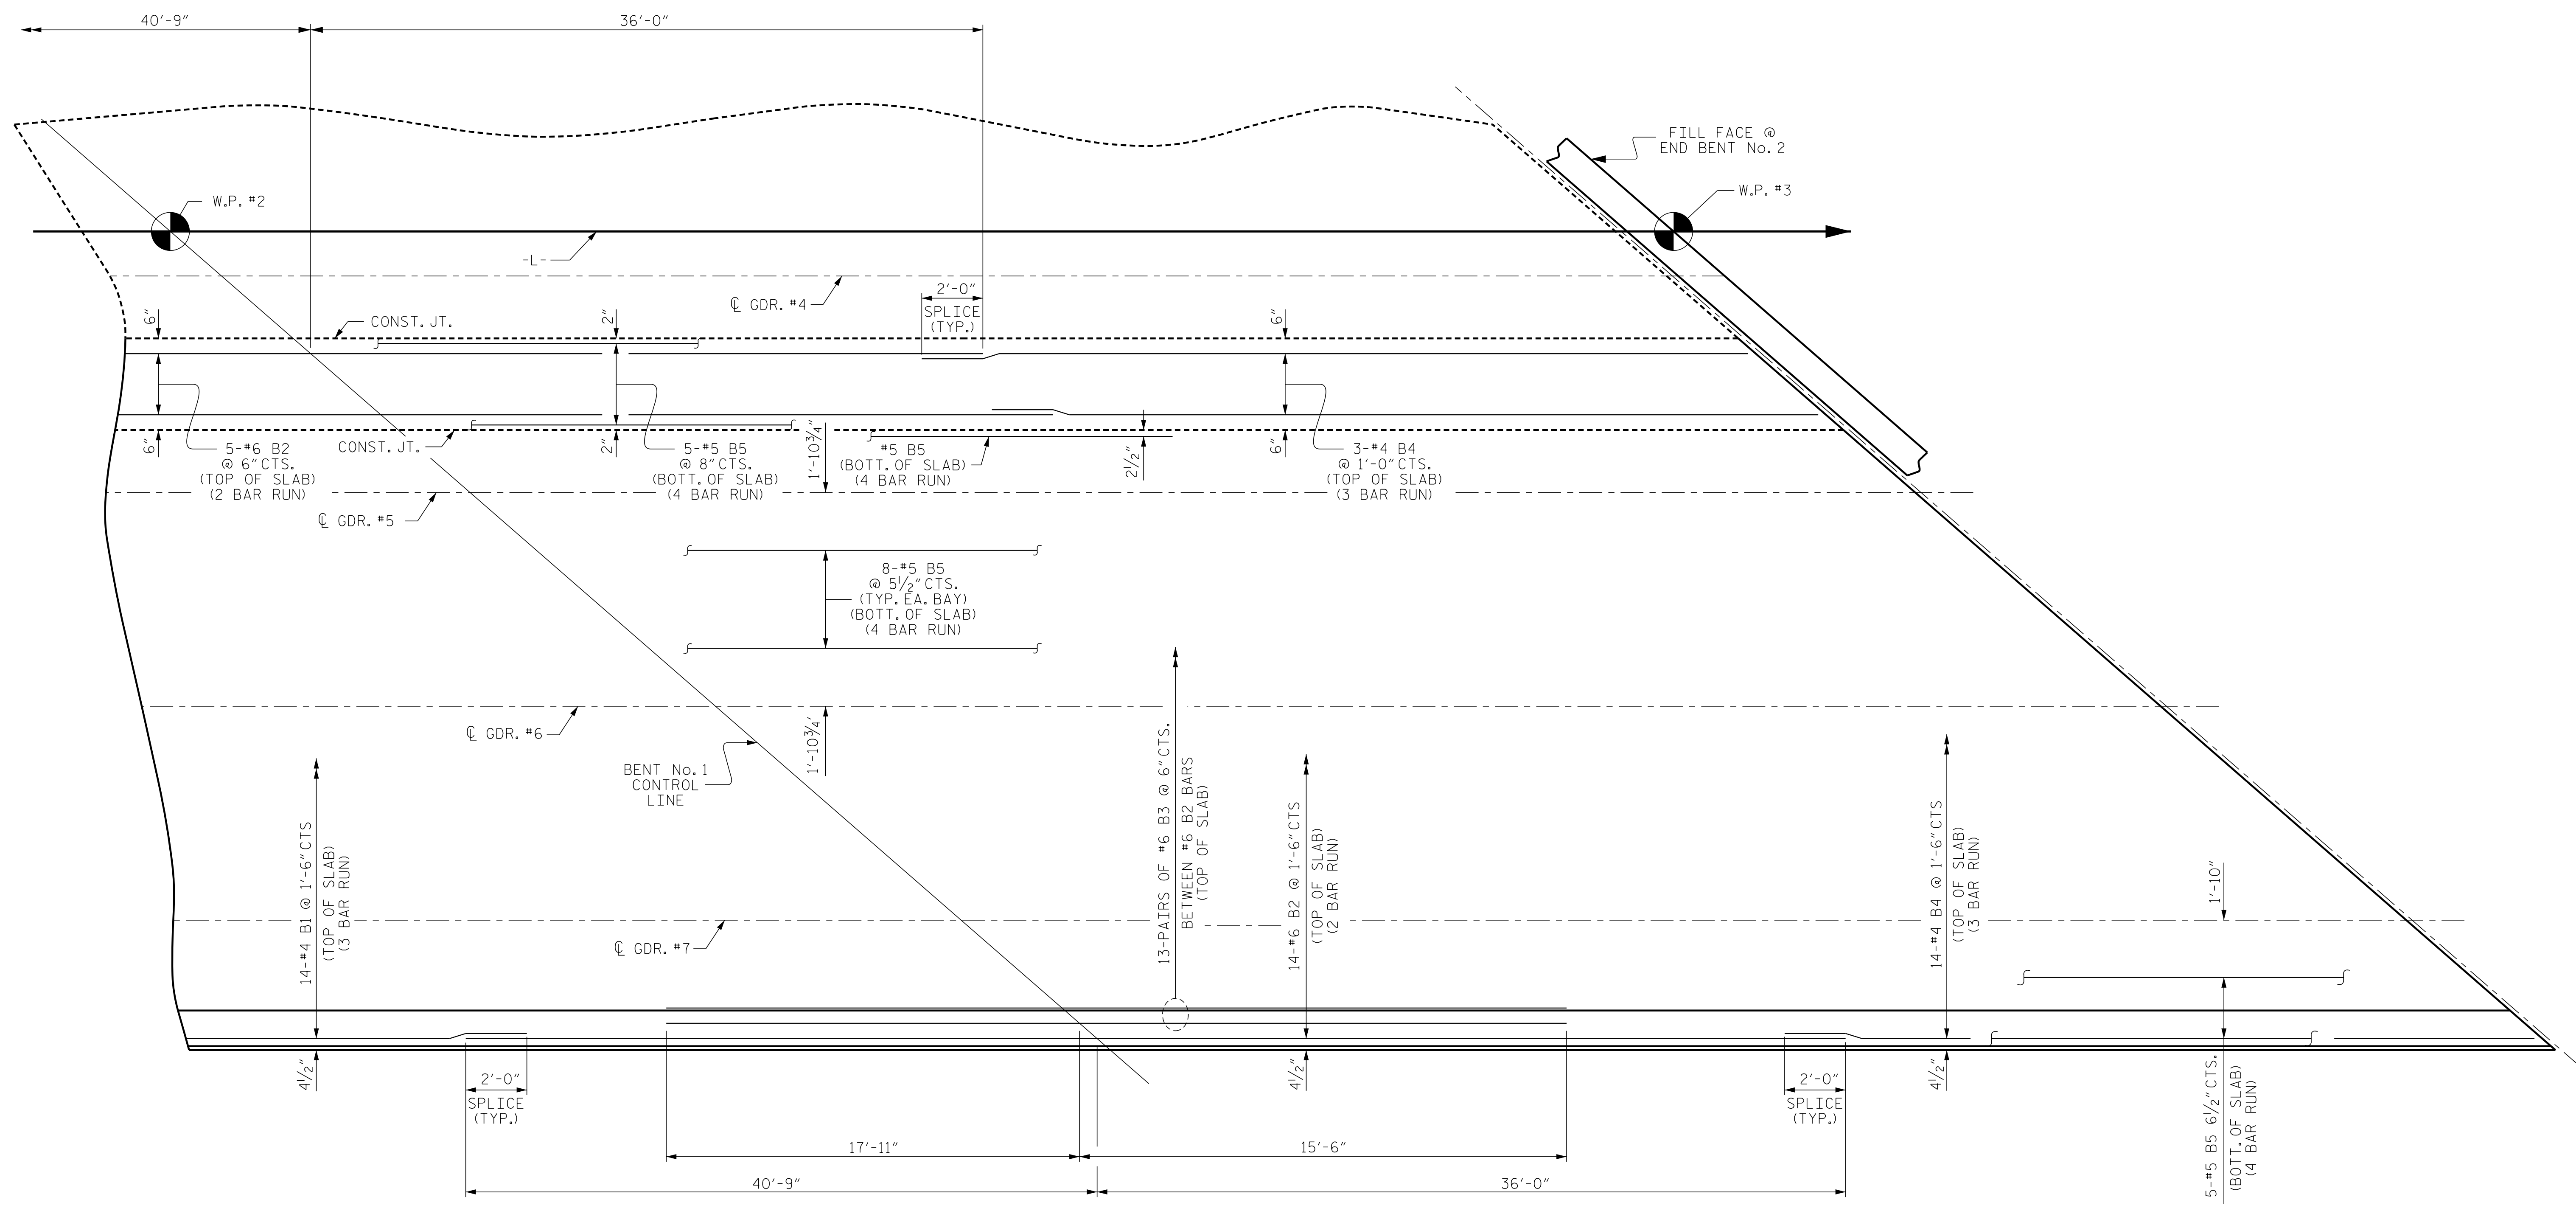 40'-9"
36'-0"
FILL FACE @
END BENT No. 2
W.P. #2
W.P. #3
-L-
2'-0"
SPLICE
(TYP.)
℄ GDR. #4
6"
CONST. JT.
2"
6"
6"
5-#6 B2
@ 6" CTS.
(TOP OF SLAB)
(2 BAR RUN)
CONST. JT.
2"
5-#5 B5
@ 8" CTS.
(BOTT. OF SLAB)
(4 BAR RUN)
1'-10¾"
#5 B5
(BOTT. OF SLAB)
(4 BAR RUN)
2½"
6"
3-#4 B4
@ 1'-0" CTS.
(TOP OF SLAB)
(3 BAR RUN)
℄ GDR. #5
8-#5 B5
@ 5½" CTS.
(TYP. EA. BAY)
(BOTT. OF SLAB)
(4 BAR RUN)
℄ GDR. #6
1'-10¾'
BENT No. 1
CONTROL
LINE
14-#4 B1 @ 1'-6" CTS
(TOP OF SLAB)
(3 BAR RUN)
13-PAIRS OF #6 B3 @ 6" CTS.
BETWEEN #6 B2 BARS
(TOP OF SLAB)
14-#6 B2 @ 1'-6" CTS
(TOP OF SLAB)
(2 BAR RUN)
14-#4 B4 @ 1'-6" CTS
(TOP OF SLAB)
(3 BAR RUN)
1'-10"
℄ GDR. #7
4½"
2'-0"
SPLICE
(TYP.)
4½"
2'-0"
SPLICE
(TYP.)
4½"
5-#5 B5 6½" CTS.
(BOTT. OF SLAB)
(4 BAR RUN)
17'-11"
15'-6"
40'-9"
36'-0"